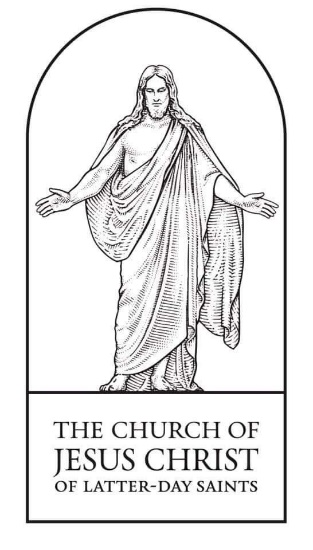 THE CHURCH OF
JESUS CHRIST
OF LATTER-DAY SAINTS